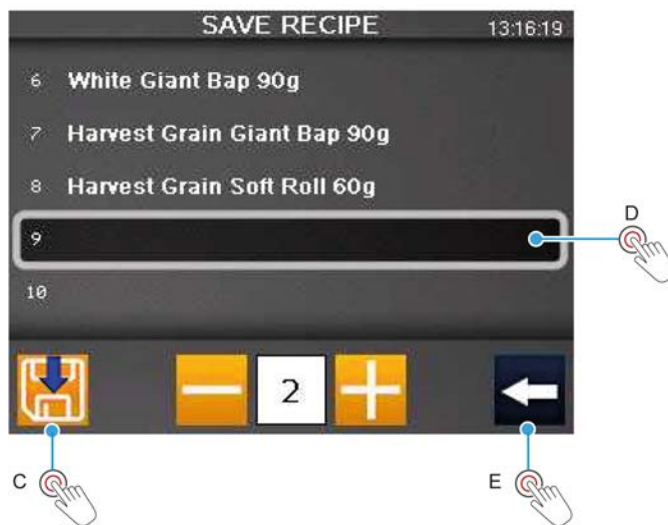 SAVE RECIPE 13:16:19
6 White Giant Bap 90g
7 Harvest Grain Giant Bap 90g
8 Harvest Grain Soft Roll 60g
D
9
10
2
C
E